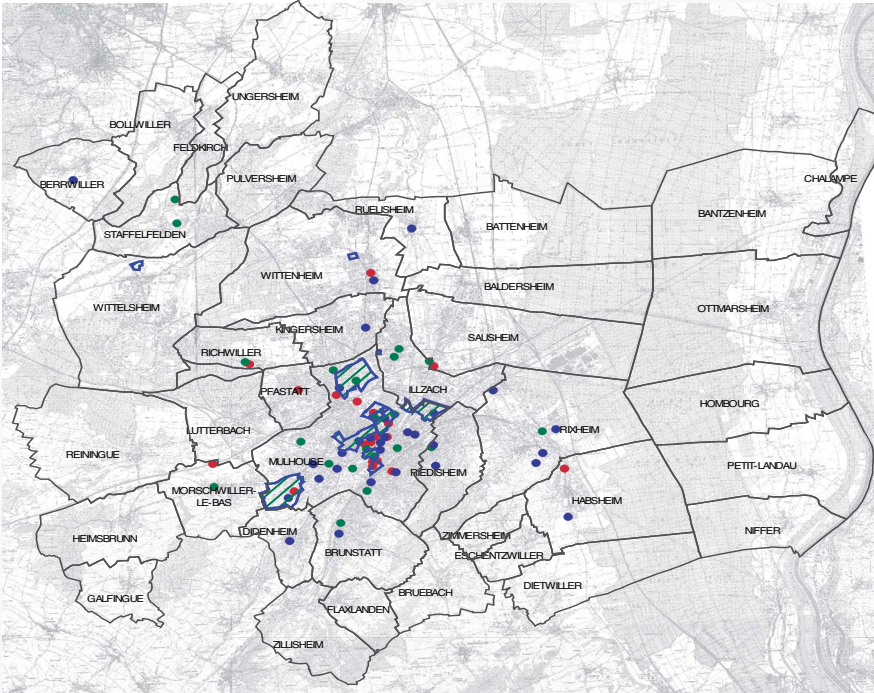 UNGERSHEIM
BOLLWILLER
FELDKIRCH
BERRWILLER
PULVERSHEIM
CHALAMPE
RUELISHEIM
BANTZENHEIM
STAFFELFELDEN
BATTENHEIM
WITTENHEIM
BALDERSHEIM
WITTELSHEIM
OTTMARSHEIM
KINGERSHEIM
SAUSHEIM
RICHWILLER
PFASTATT
ILLZACH
HOMBOURG
LUTTERBACH
RIXHEIM
REININGUE
MULHOUSE
RIEDISHEIM
PETIT-LANDAU
MORSCHWILLER-
LE-BAS
HABSHEIM
HEIMSBRUNN
DIDENHEIM
ZIMMERSHEIM
NIFFER
BRUNSTATT
ESCHENTZWILLER
GALFINGUE
BRUEBACH
DIETWILLER
FLAXLANDEN
ZILLISHEIM